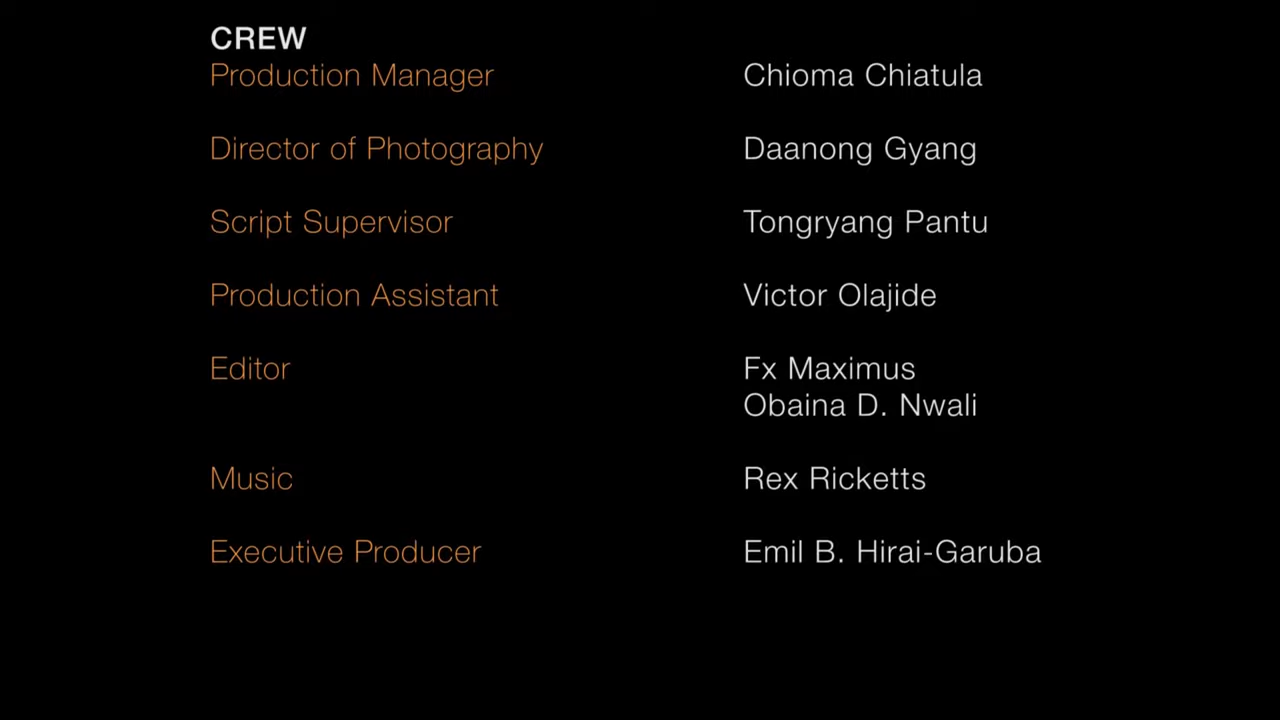 CREW
Production Manager Chioma Chiatula
Director of Photography Daanong Gyang
Script Supervisor Tongryang Pantu
Production Assistant Victor Olajide
Editor Fx Maximus
Obaina D. Nwali
Music Rex Ricketts
Executive Producer Emil B. Hirai-Garuba